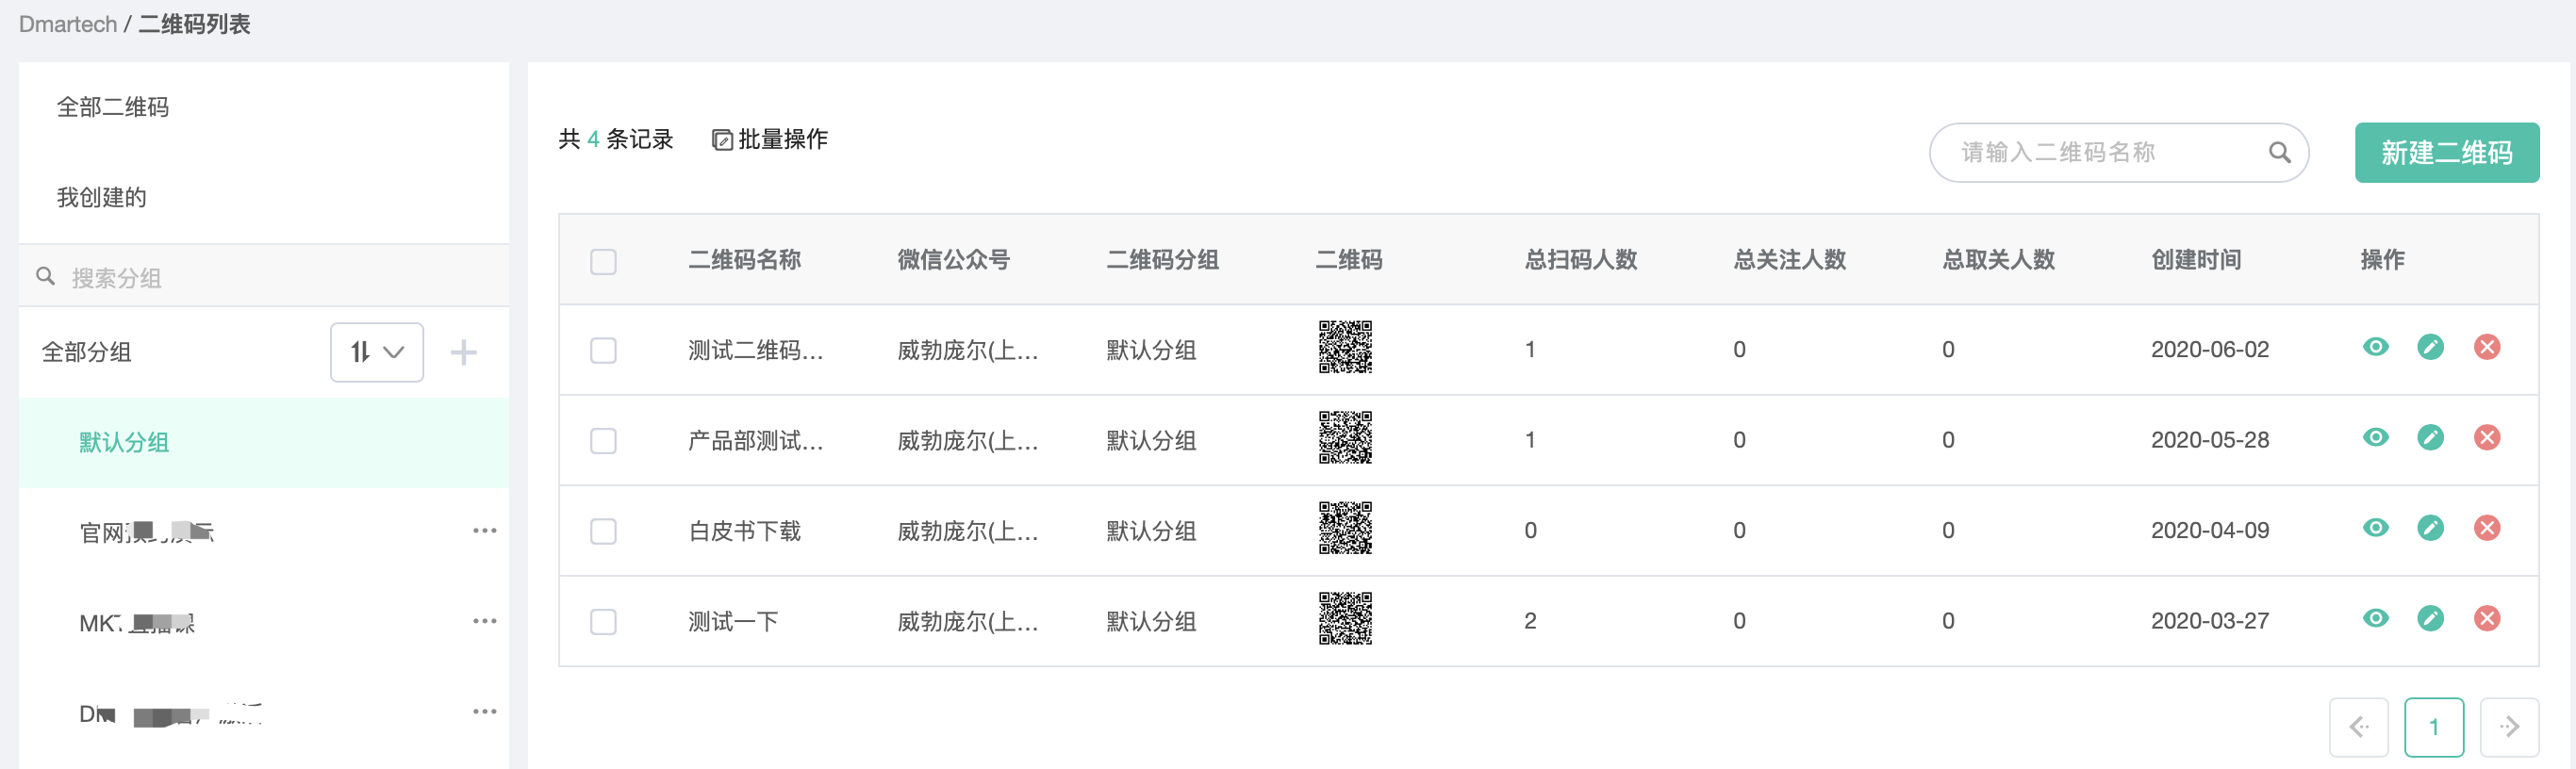 Dmartech / 二维码列表
全部二维码
我创建的
搜索分组
全部分组
默认分组
官网
MK
共 4 条记录 批量操作
请输入二维码名称
新建二维码
二维码名称 微信公众号 二维码分组 二维码 总扫码人数 总关注人数 总取关人数 创建时间 操作
测试二维码... 威勃庞尔(上... 默认分组 1 0 0 2020-06-02
产品部测试... 威勃庞尔(上... 默认分组 1 0 0 2020-05-28
白皮书下载 威勃庞尔(上... 默认分组 0 0 0 2020-04-09
测试一下 威勃庞尔(上... 默认分组 2 0 0 2020-03-27
1